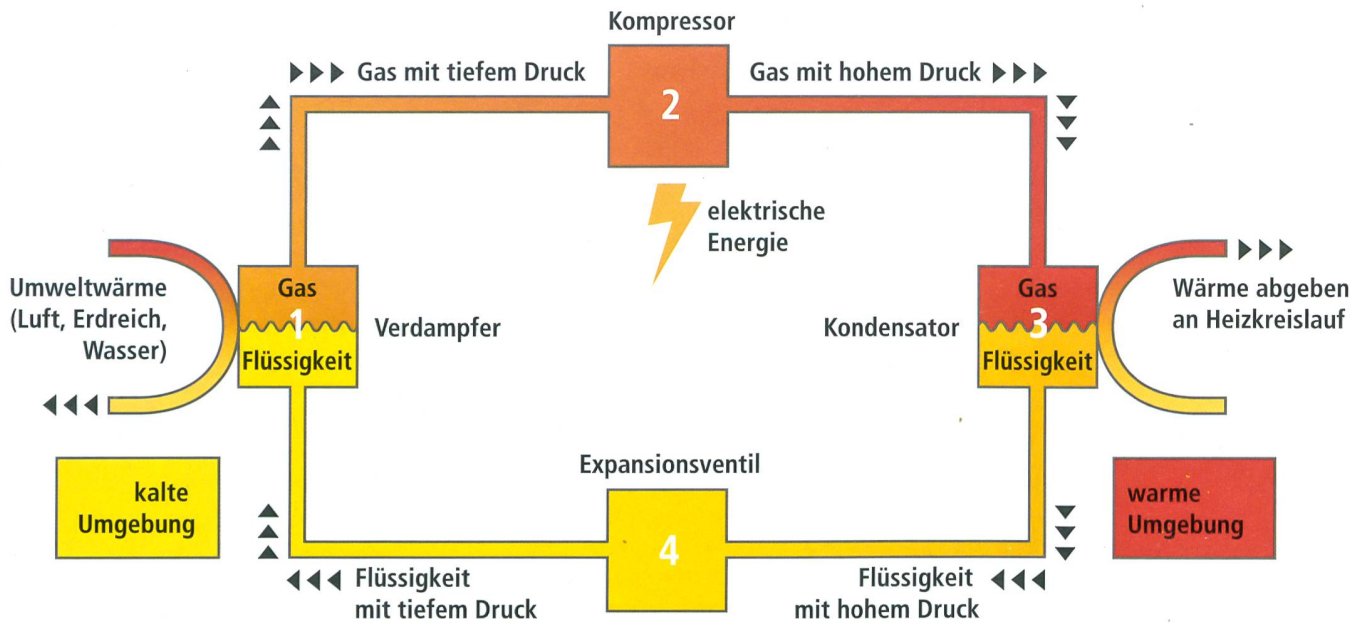 Kompressor
Gas mit tiefem Druck
Gas mit hohem Druck
2
elektrische
Energie
Umweltwärme
(Luft, Erdreich,
Wasser)
Gas
1
Flüssigkeit
Verdampfer
Kondensator
Gas
3
Flüssigkeit
Wärme abgeben
an Heizkreislauf
kalte
Umgebung
Expansionsventil
4
warme
Umgebung
Flüssigkeit
mit tiefem Druck
Flüssigkeit
mit hohem Druck